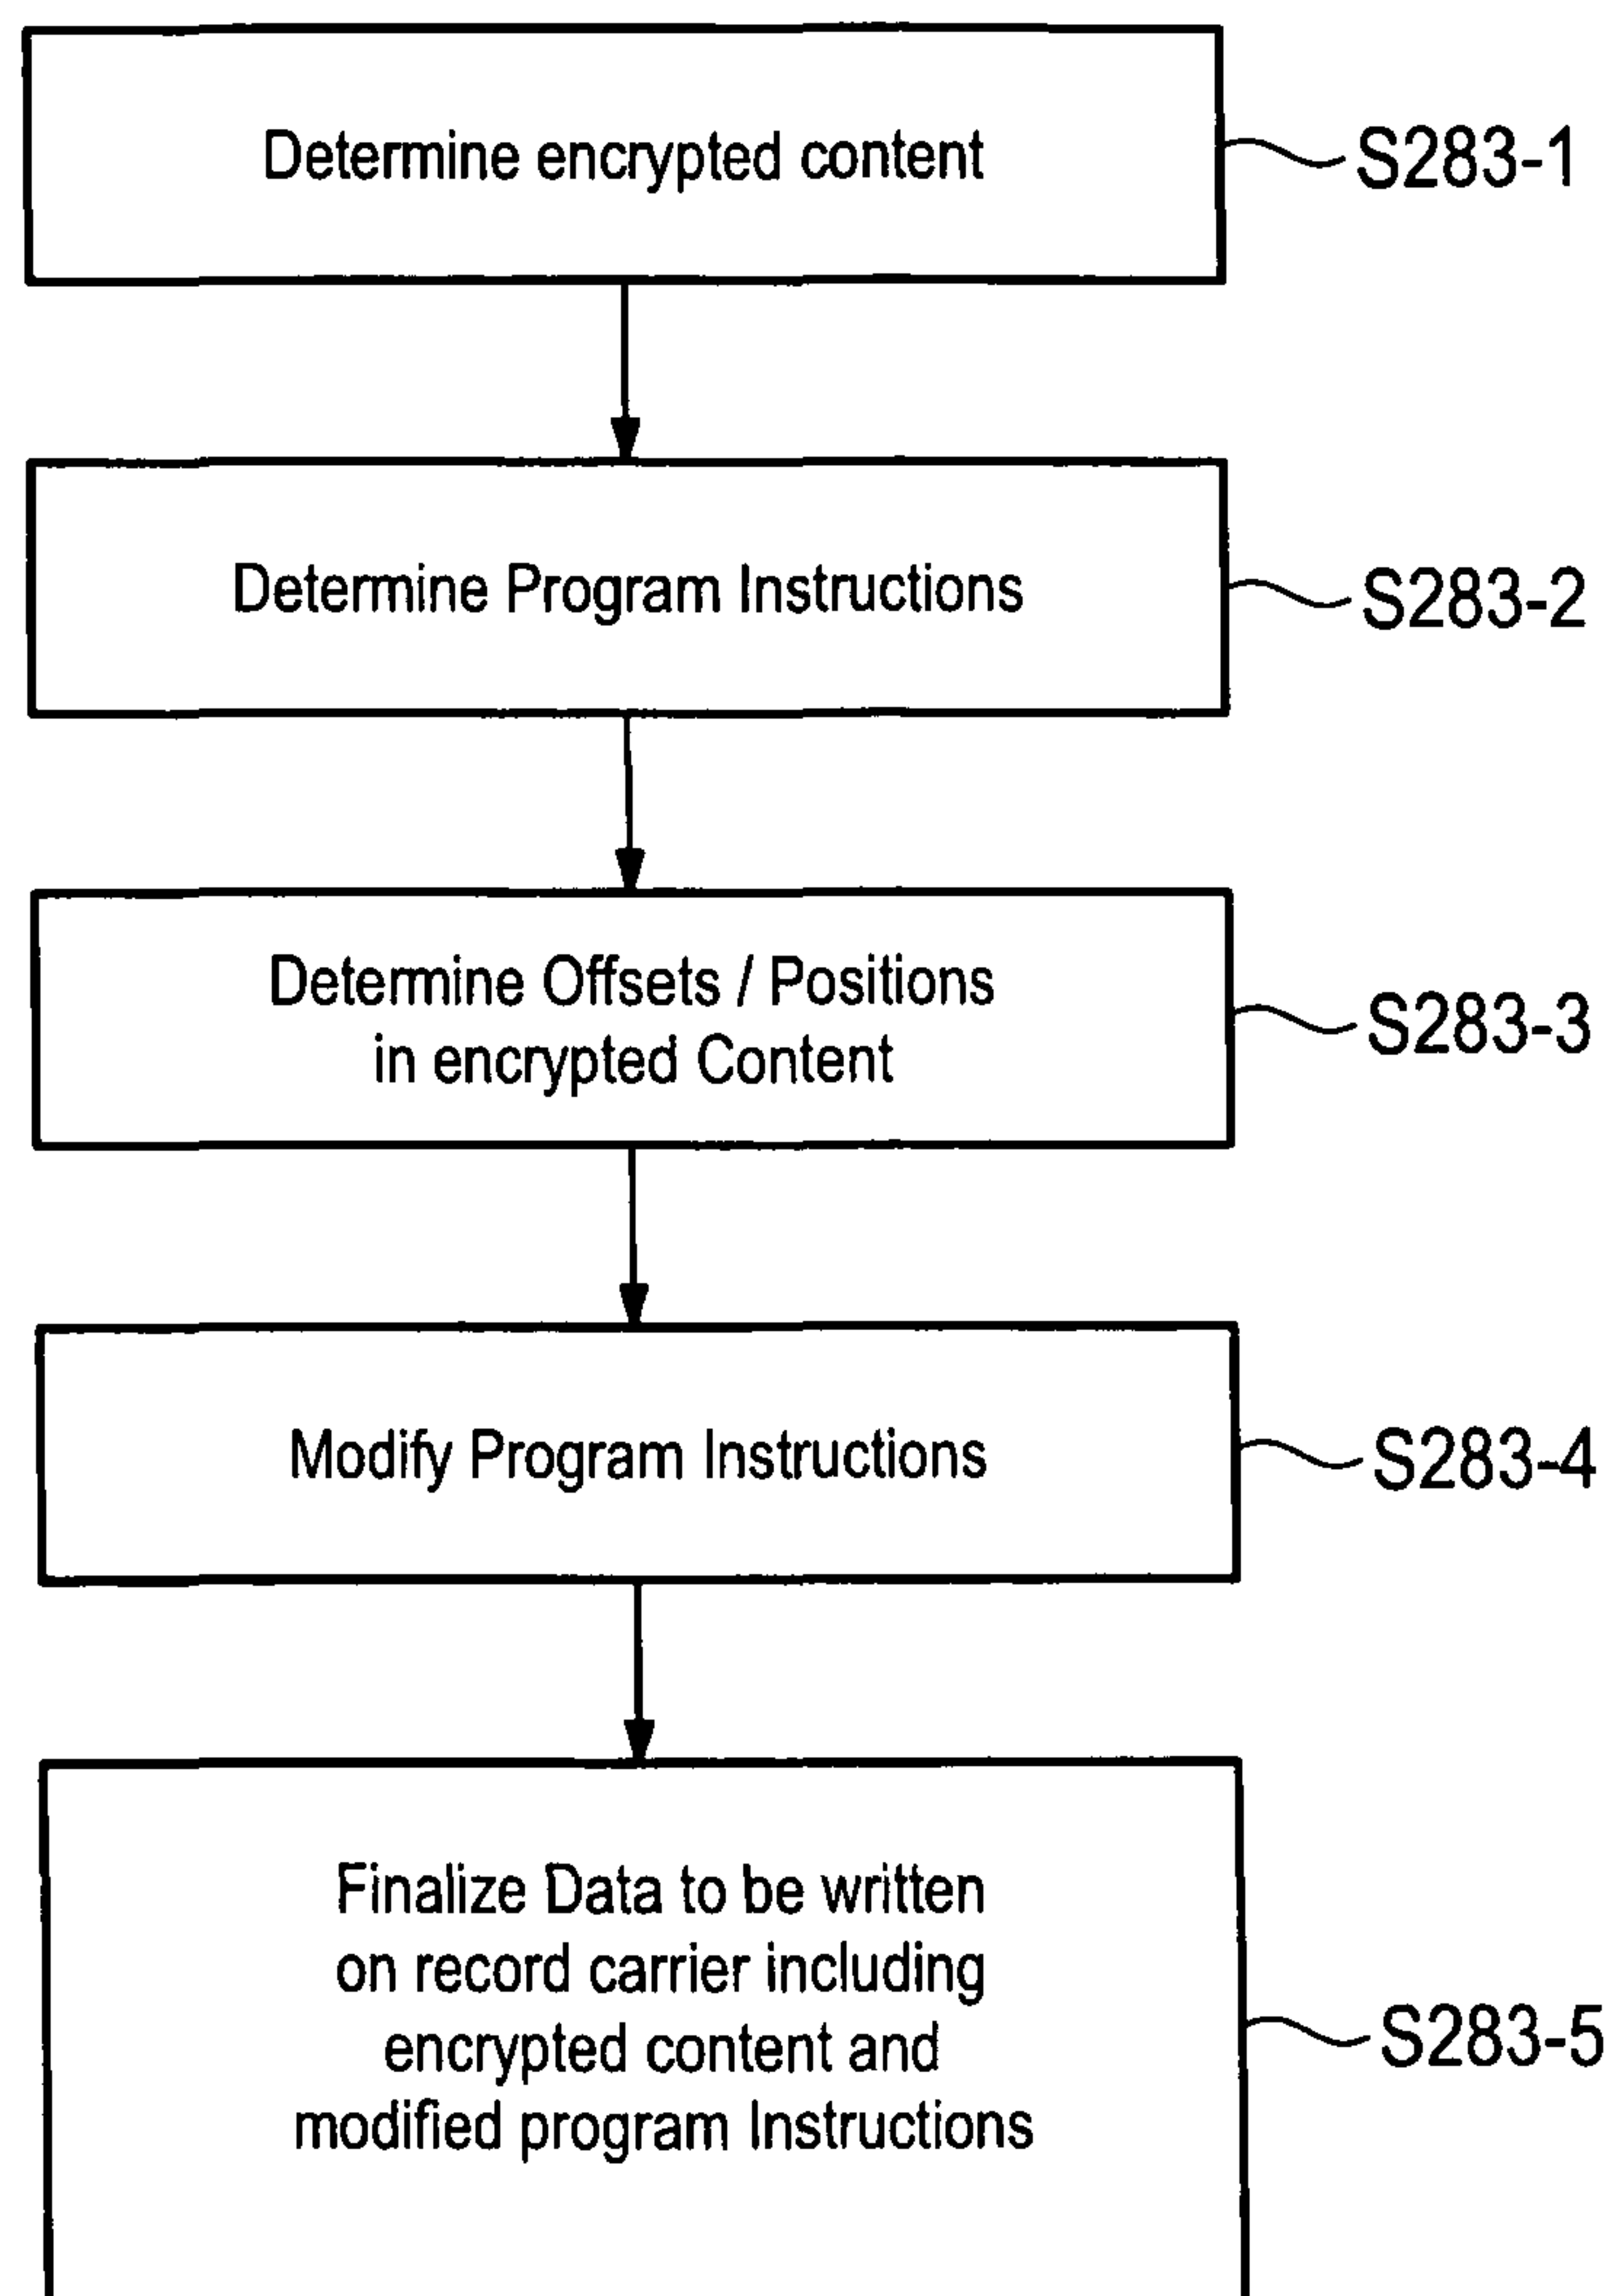 Determine encrypted content
S283-1
Determine Program Instructions
S283-2
Determine Offsets / Positions
in encrypted Content
S283-3
Modify Program Instructions
S283-4
Finalize Data to be written
on record carrier including
encrypted content and
modified program Instructions
S283-5